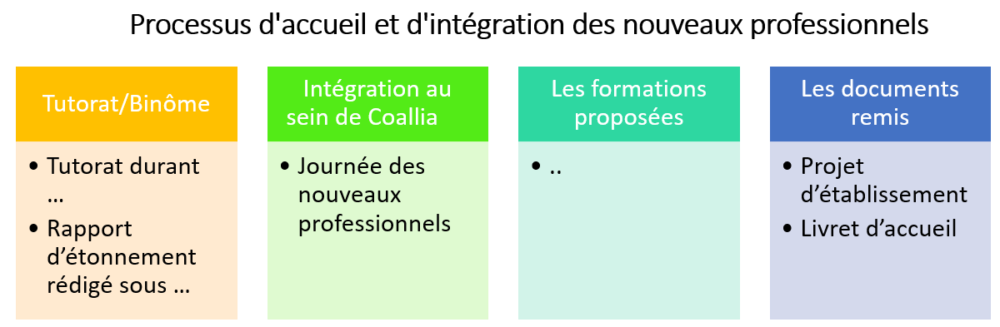 Processus d'accueil et d'intégration des nouveaux professionnels
Tutorat/Binôme
• Tutorat durant
…
• Rapport
d’étonnement
rédigé sous …
Intégration au
sein de Coallia
• Journée des
nouveaux
professionnels
Les formations
proposées
• ..
Les documents
remis
• Projet
d’établissement
• Livret d’accueil